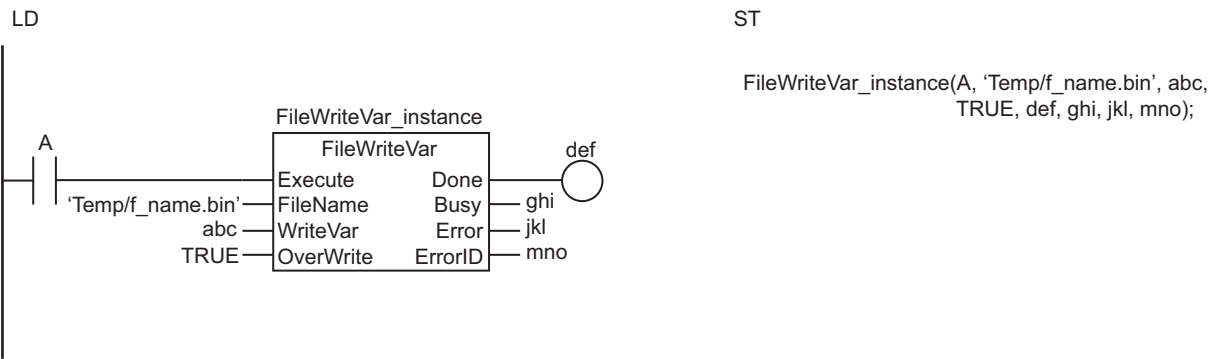 LD
ST
FileWriteVar_instance(A, ‘Temp/f_name.bin’, abc,
TRUE, def, ghi, jkl, mno);
FileWriteVar_instance
FileWriteVar
A
def
Execute Done
‘Temp/f_name.bin’ FileName Busy ghi
abc WriteVar Error jkl
TRUE OverWrite ErrorID mno